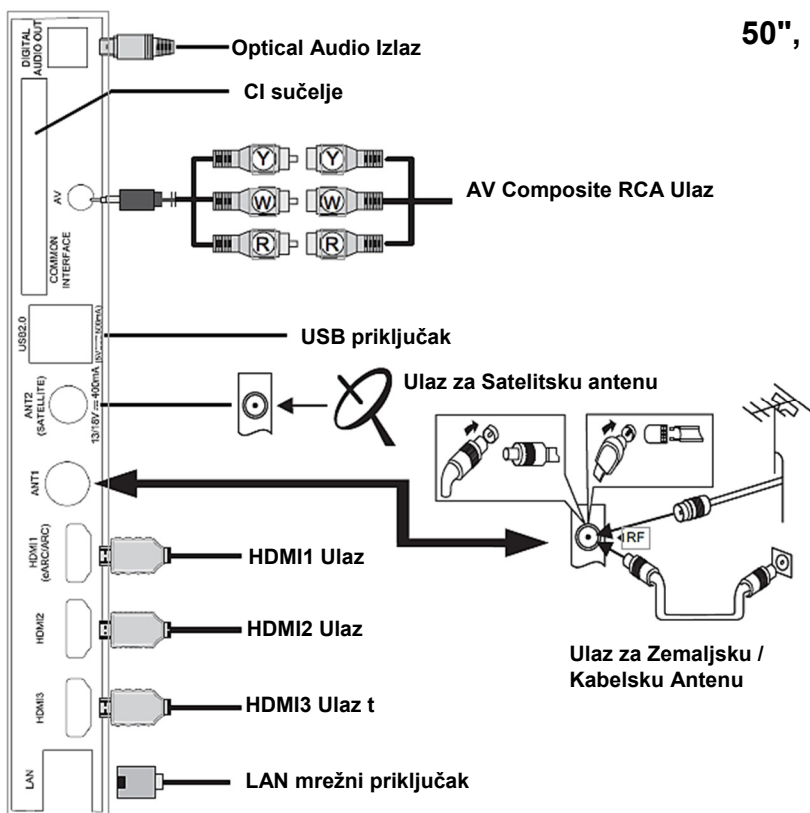 50",
DIGITAL
AUDIO OUT
Optical Audio Izlaz
CI sučelje
Y
Y
AV
W
W
AV Composite RCA Ulaz
R
R
COMMON
INTERFACE
USB2.0
(5V⎓500mA)
USB priključak
ANT2
(SATELLITE)
13/18V⎓400mA
Ulaz za Satelitsku antenu
ANT1
RF
HDMI1
(eARC/ARC)
HDMI1 Ulaz
HDMI2
HDMI2 Ulaz
Ulaz za Zemaljsku /
Kabelsku Antenu
HDMI3
HDMI3 Ulaz t
LAN
LAN mrežni priključak